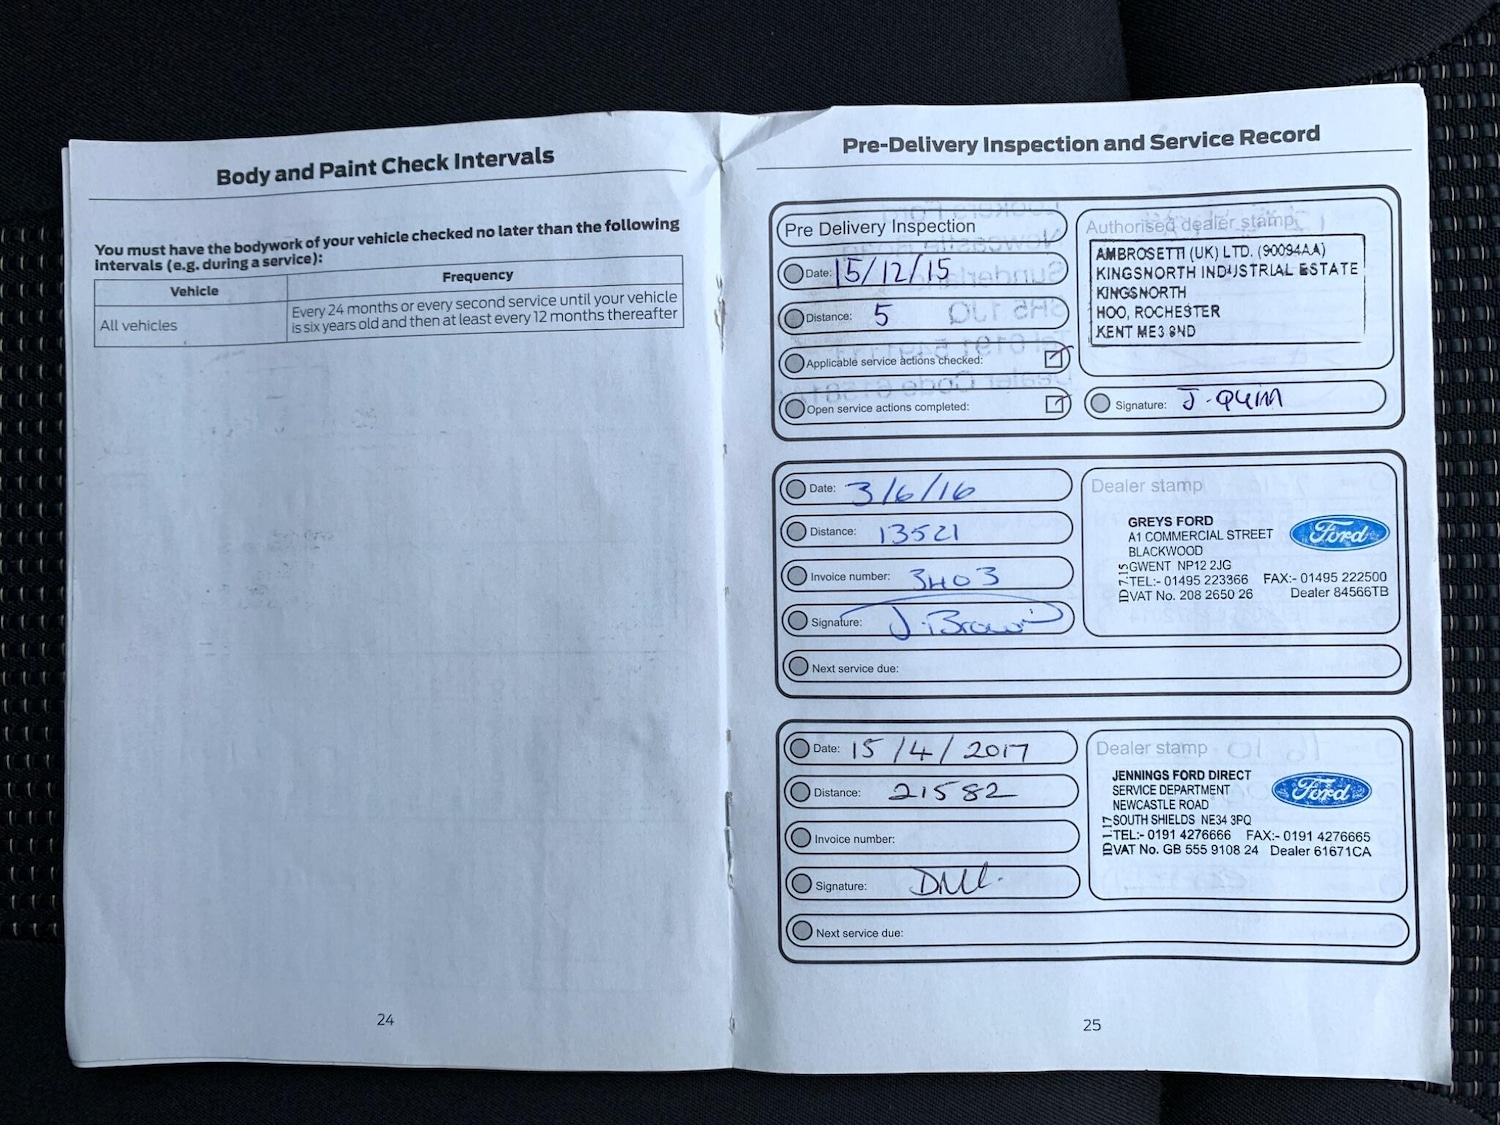 Body and Paint Check Intervals
You must have the bodywork of your vehicle checked no later than the following
intervals (e.g. during a service):
Vehicle
Frequency
All vehicles
Every 24 months or every second service until your vehicle
is six years old and then at least every 12 months thereafter
24
Pre-Delivery Inspection and Service Record
Pre Delivery Inspection
Date: 15/12/15
Distance: 5
Applicable service actions checked:
Open service actions completed:
Authorised dealer stamp
AMBROSETTI (UK) LTD. (90094AA)
KINGSNORTH INDUSTRIAL ESTATE
KINGSNORTH
HOO, ROCHESTER
KENT ME3 9ND
Signature: J. Quinn
Date: 3/6/16
Distance: 13521
Invoice number: 3403
Signature: J. Brown
Next service due:
Dealer stamp
GREYS FORD
A1 COMMERCIAL STREET
BLACKWOOD
GWENT NP12 2JG
TEL:- 01495 223366 FAX:- 01495 222500
VAT No. 208 2650 26 Dealer 84566TB
Ford
Date: 15/4/2017
Distance: 21582
Invoice number:
Signature:
Next service due:
Dealer stamp
JENNINGS FORD DIRECT
SERVICE DEPARTMENT
NEWCASTLE ROAD
SOUTH SHIELDS NE34 3PQ
TEL:- 0191 4276666 FAX:- 0191 4276665
VAT No. GB 555 9108 24 Dealer 61671CA
Ford
25